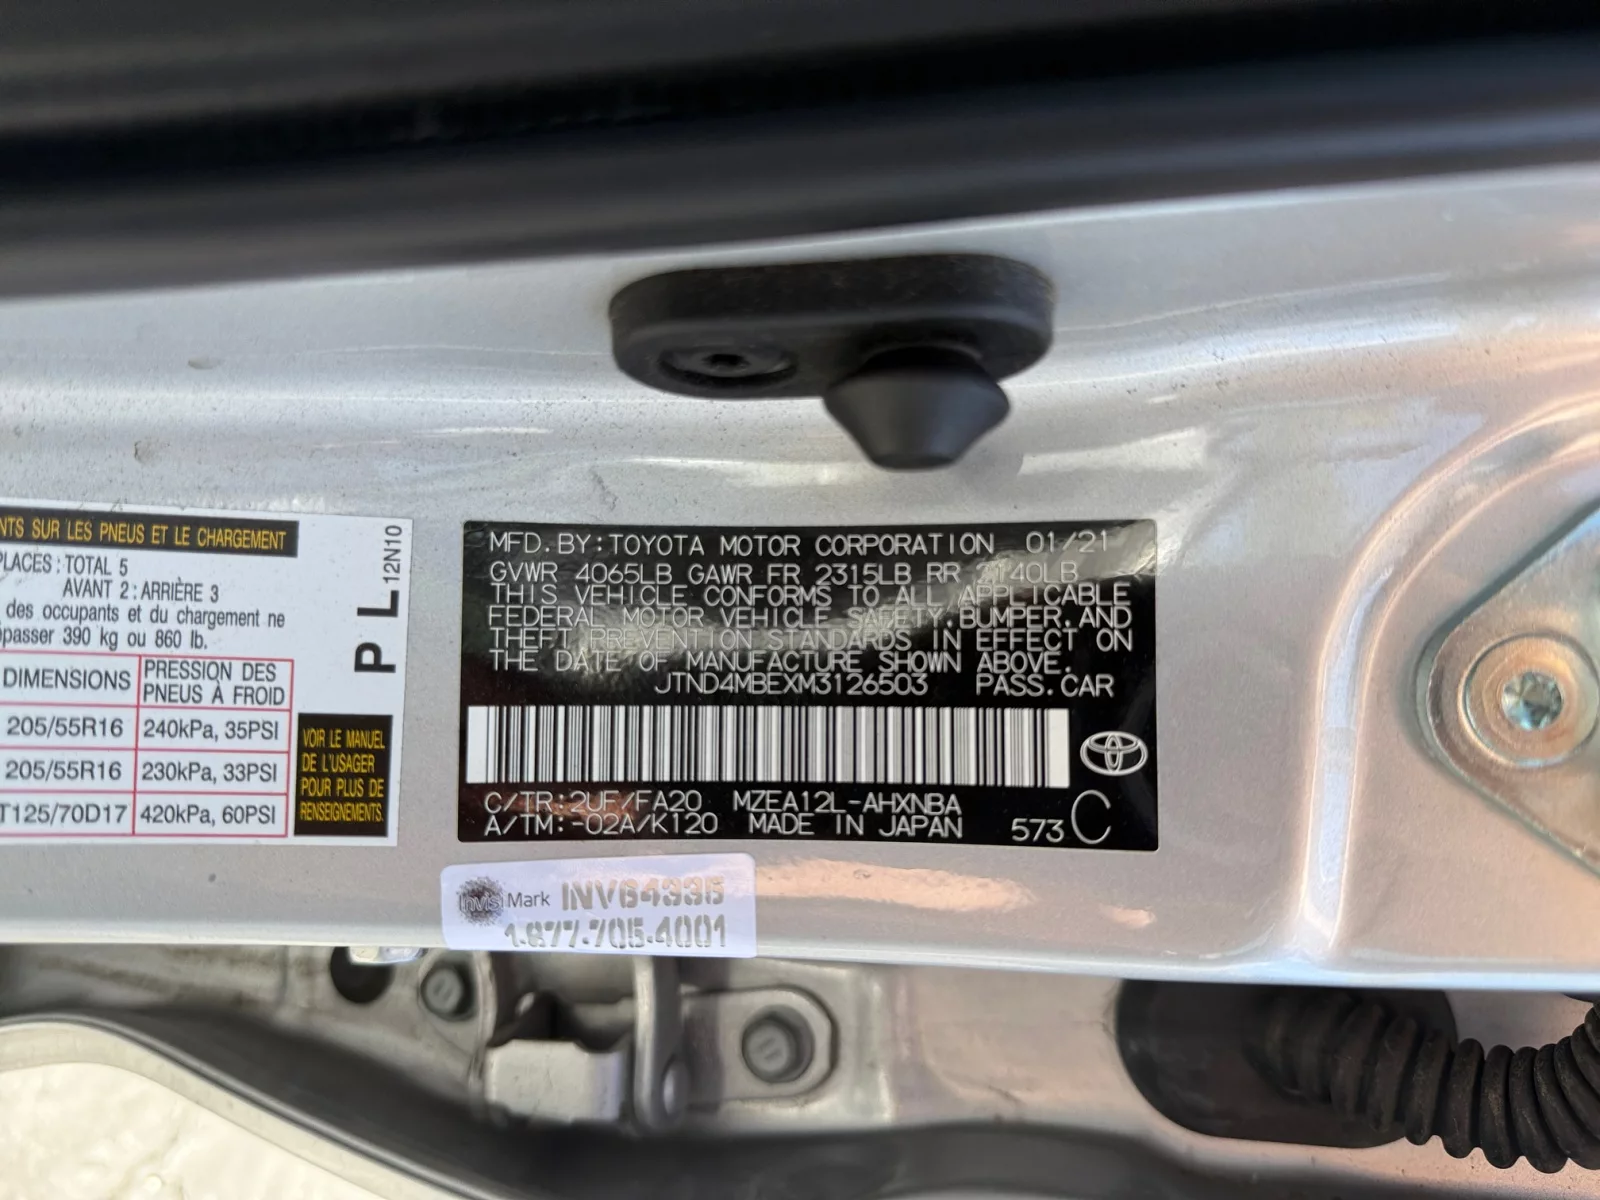 NTS SUR LES PNEUS ET LE CHARGEMENT
PLACES : TOTAL 5
AVANT 2 : ARRIÈRE 3
des occupants et du chargement ne
épasser 390 kg ou 860 lb.
DIMENSIONS PRESSION DES PNEUS À FROID
205/55R16 240kPa, 35PSI
205/55R16 230kPa, 33PSI
T125/70D17 420kPa, 60PSI
P L 12N10
VOIR LE MANUEL
DE L'USAGER
POUR PLUS DE
RENSEIGNEMENTS.
MFD. BY: TOYOTA MOTOR CORPORATION 01/21
GVWR 4065LB GAWR FR 2315LB RR 2140LB
THIS VEHICLE CONFORMS TO ALL APPLICABLE
FEDERAL MOTOR VEHICLE SAFETY, BUMPER, AND
THEFT PREVENTION STANDARDS IN EFFECT ON
THE DATE OF MANUFACTURE SHOWN ABOVE.
JTND4MBEXM3126503 PASS. CAR
C/TR: 2UF/FA20 MZEA12L-AHXNBA
A/TM: -02A/K120 MADE IN JAPAN 573 C
invisiMark INV64335
1-877-705-4001